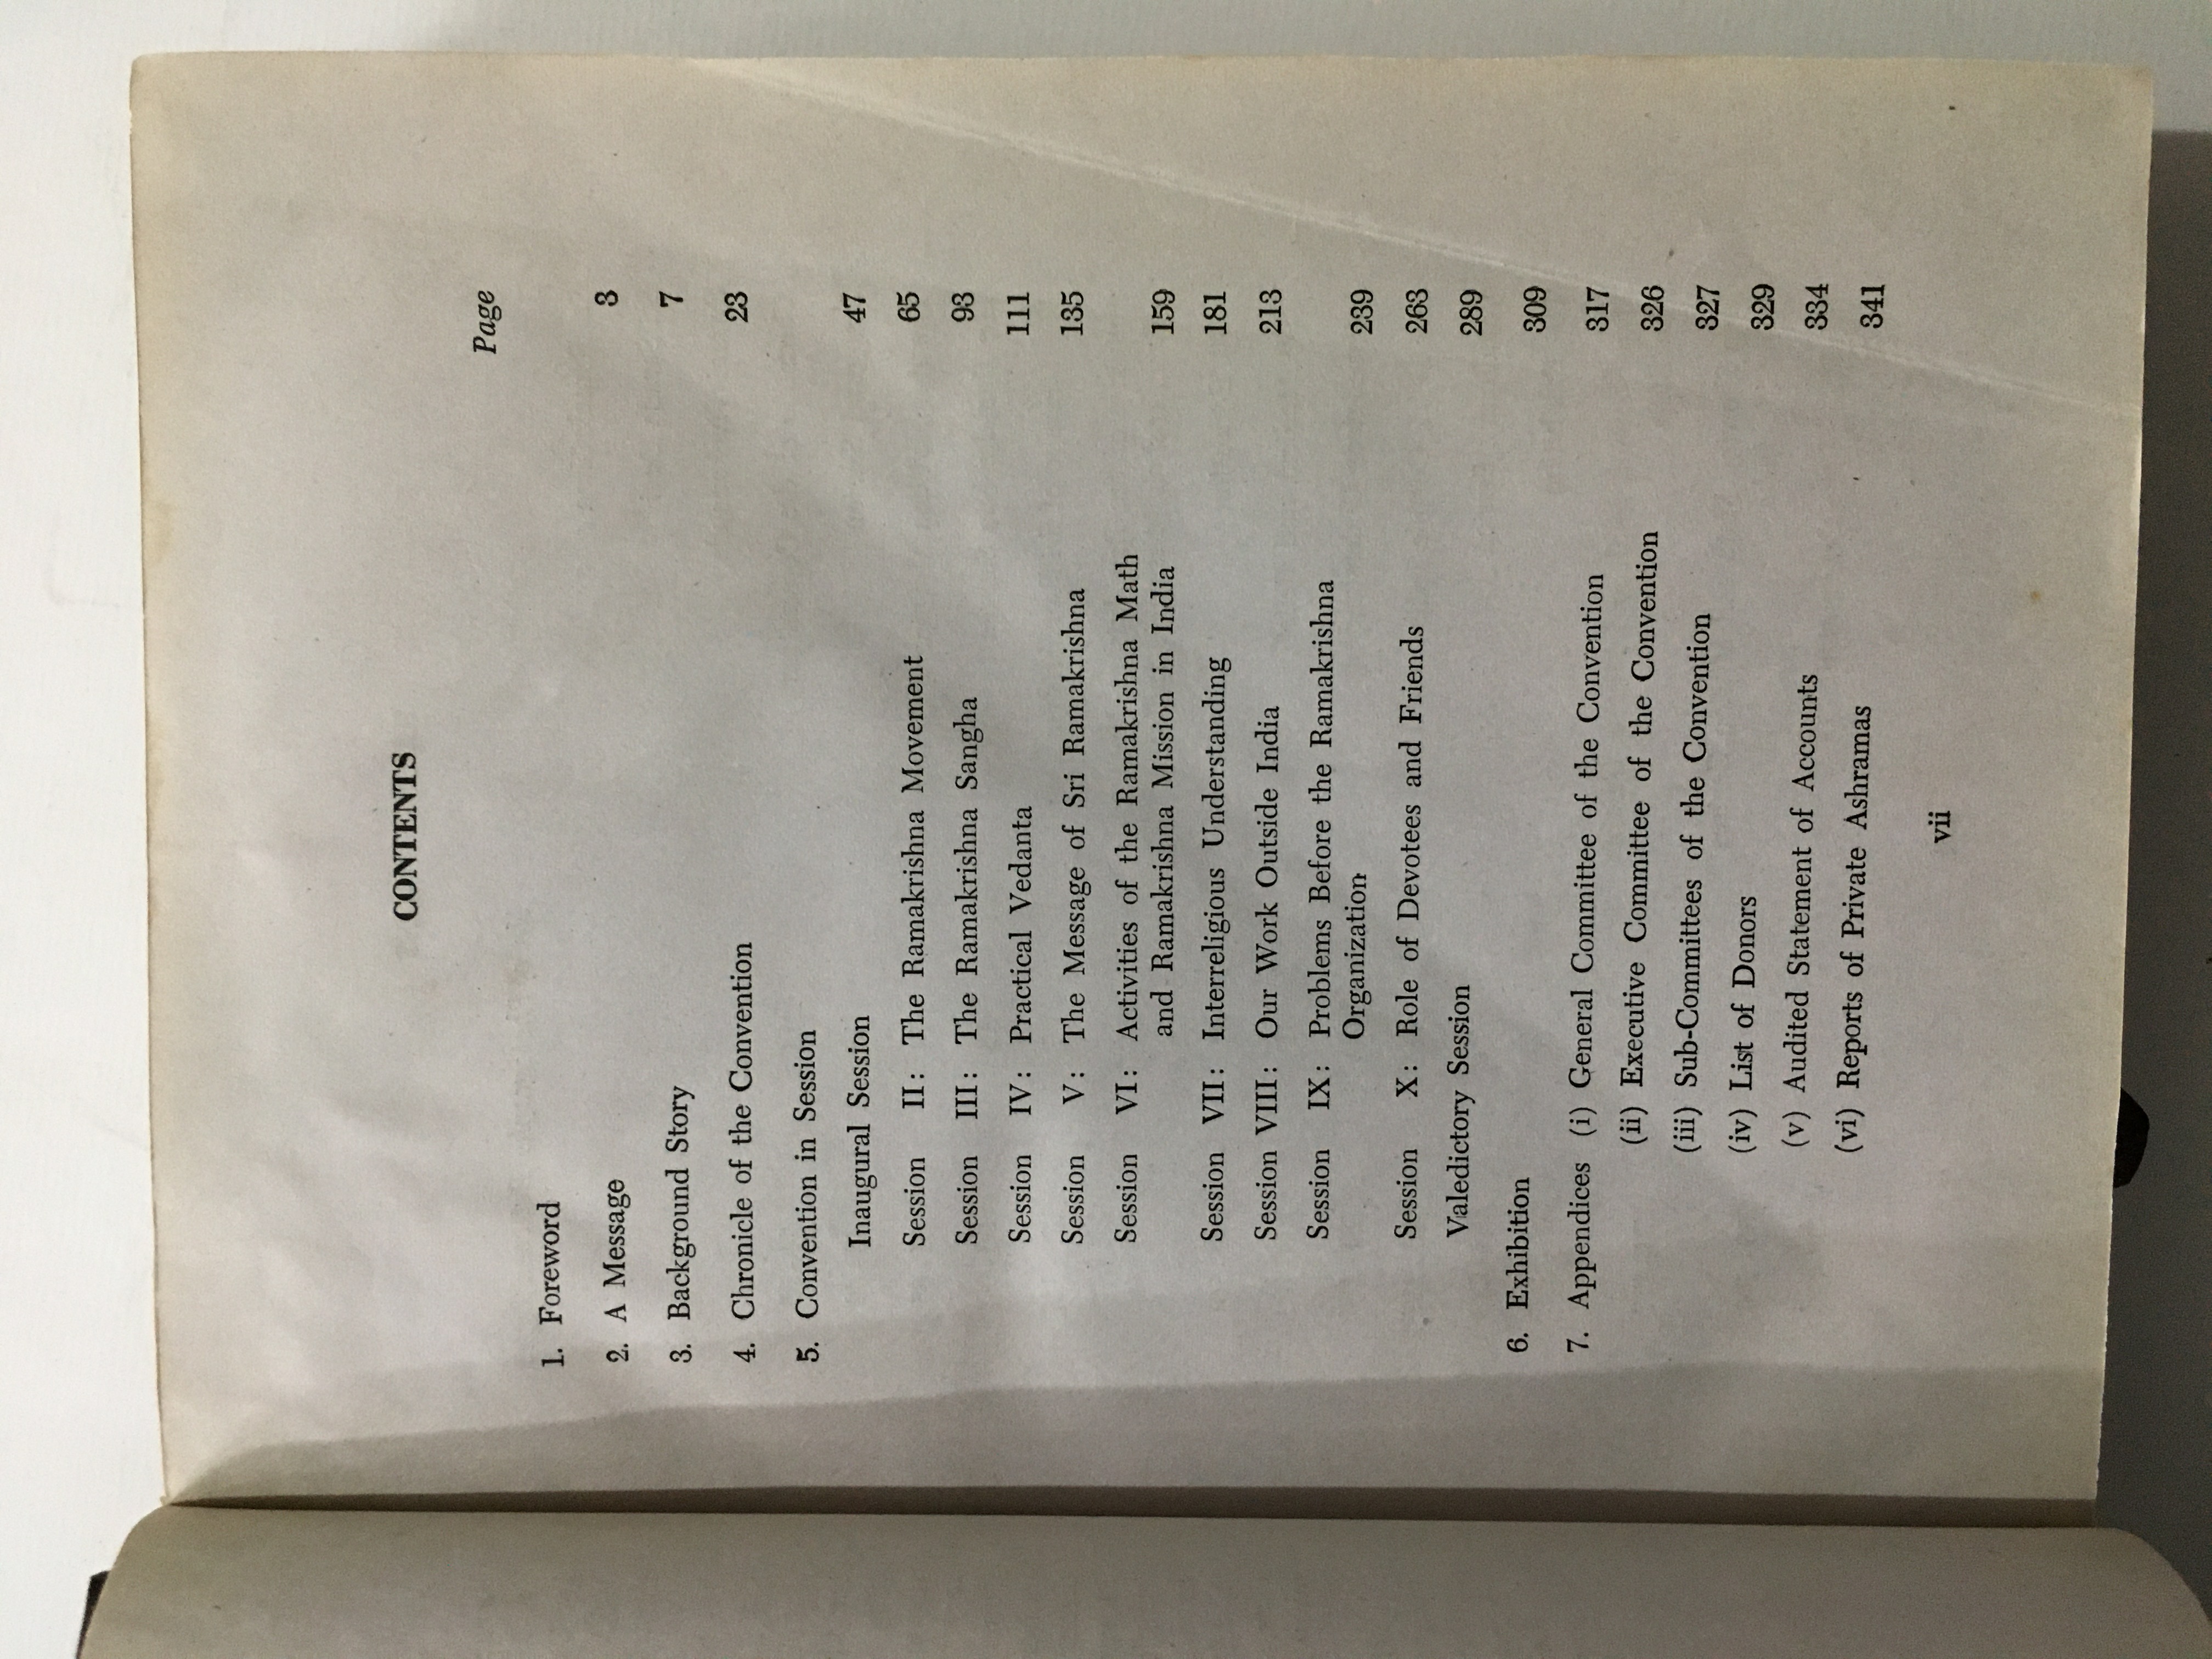 CONTENTS
Page
1. Foreword
2. A Message 3
3. Background Story 7
4. Chronicle of the Convention 23
5. Convention in Session
Inaugural Session 47
Session II : The Ramakrishna Movement 65
Session III : The Ramakrishna Sangha 93
Session IV : Practical Vedanta 111
Session V : The Message of Sri Ramakrishna 135
Session VI : Activities of the Ramakrishna Math
and Ramakrishna Mission in India 159
Session VII : Interreligious Understanding 181
Session VIII : Our Work Outside India 213
Session IX : Problems Before the Ramakrishna
Organization 239
Session X : Role of Devotees and Friends 263
Valedictory Session 289
6. Exhibition 309
7. Appendices (i) General Committee of the Convention 317
(ii) Executive Committee of the Convention 326
(iii) Sub-Committees of the Convention 327
(iv) List of Donors 329
(v) Audited Statement of Accounts 334
(vi) Reports of Private Ashramas 341
vii